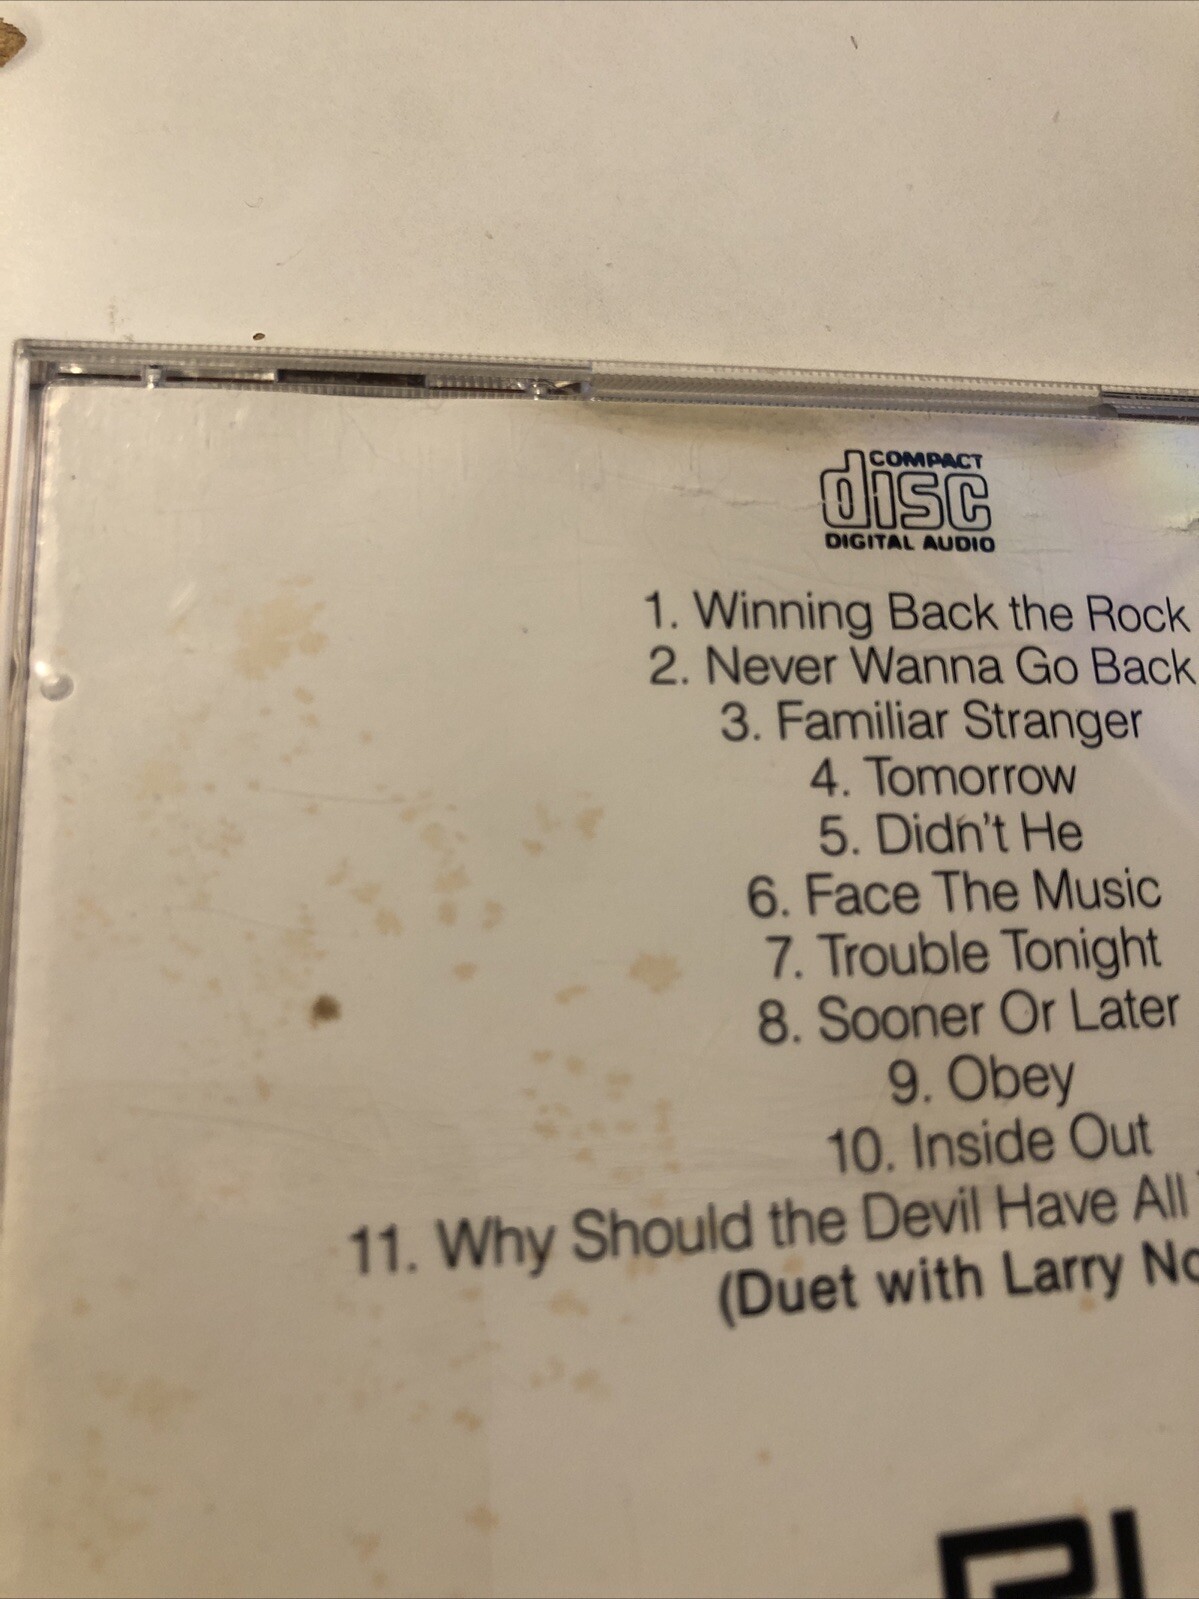 COMPACT
disc
DIGITAL AUDIO
1. Winning Back the Rock
2. Never Wanna Go Back
3. Familiar Stranger
4. Tomorrow
5. Didn't He
6. Face The Music
7. Trouble Tonight
8. Sooner Or Later
9. Obey
10. Inside Out
11. Why Should the Devil Have All
(Duet with Larry